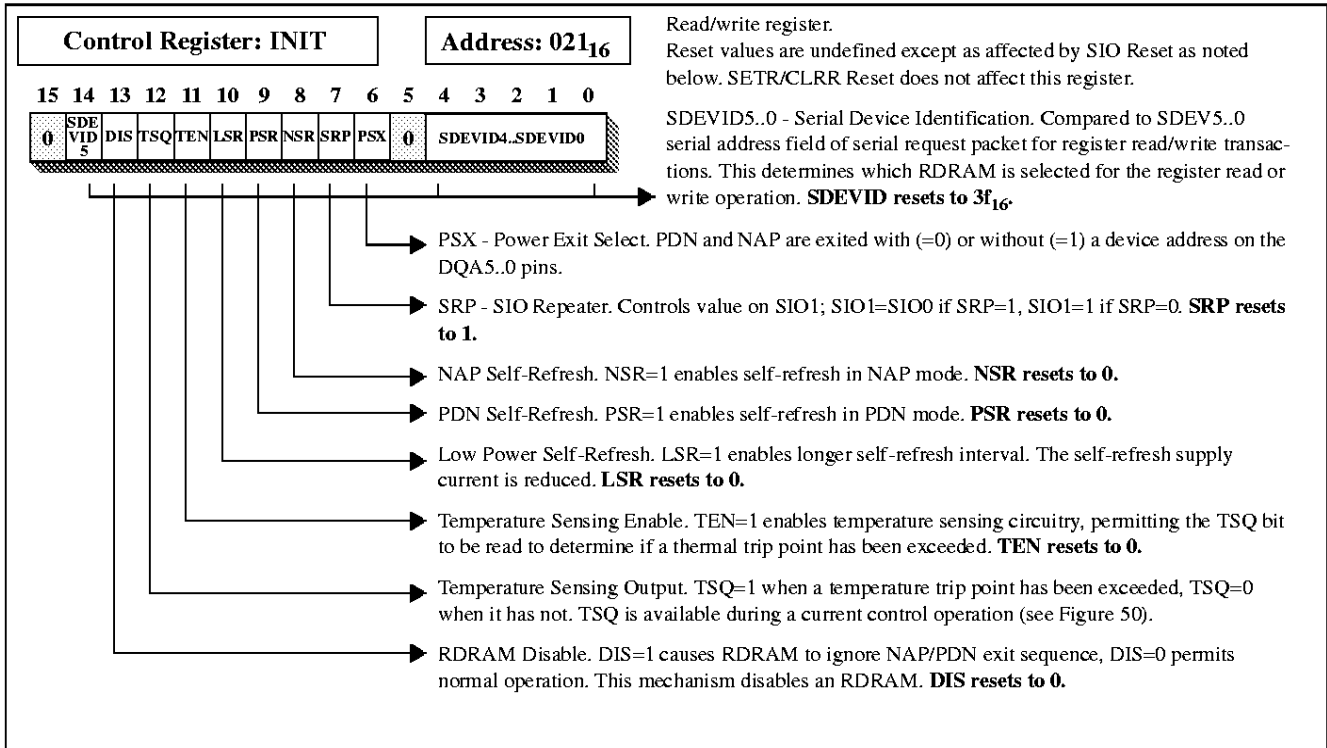 Control Register: INIT
Address: 021₁₆
Read/write register.
Reset values are undefined except as affected by SIO Reset as noted
below. SETR/CLRR Reset does not affect this register.
15 14 13 12 11 10 9 8 7 6 5 4 3 2 1 0
0 SDE VID 5 DIS TSQ TEN LSR PSR NSR SRP PSX 0 SDEVID4..SDEVID0
SDEVID5..0 - Serial Device Identification. Compared to SDEV5..0
serial address field of serial request packet for register read/write transac-
tions. This determines which RDRAM is selected for the register read or
write operation. SDEVID resets to 3f₁₆.
PSX - Power Exit Select. PDN and NAP are exited with (=0) or without (=1) a device address on the
DQA5..0 pins.
SRP - SIO Repeater. Controls value on SIO1; SIO1=SIO0 if SRP=1, SIO1=1 if SRP=0. SRP resets
to 1.
NAP Self-Refresh. NSR=1 enables self-refresh in NAP mode. NSR resets to 0.
PDN Self-Refresh. PSR=1 enables self-refresh in PDN mode. PSR resets to 0.
Low Power Self-Refresh. LSR=1 enables longer self-refresh interval. The self-refresh supply
current is reduced. LSR resets to 0.
Temperature Sensing Enable. TEN=1 enables temperature sensing circuitry, permitting the TSQ bit
to be read to determine if a thermal trip point has been exceeded. TEN resets to 0.
Temperature Sensing Output. TSQ=1 when a temperature trip point has been exceeded, TSQ=0
when it has not. TSQ is available during a current control operation (see Figure 50).
RDRAM Disable. DIS=1 causes RDRAM to ignore NAP/PDN exit sequence, DIS=0 permits
normal operation. This mechanism disables an RDRAM. DIS resets to 0.